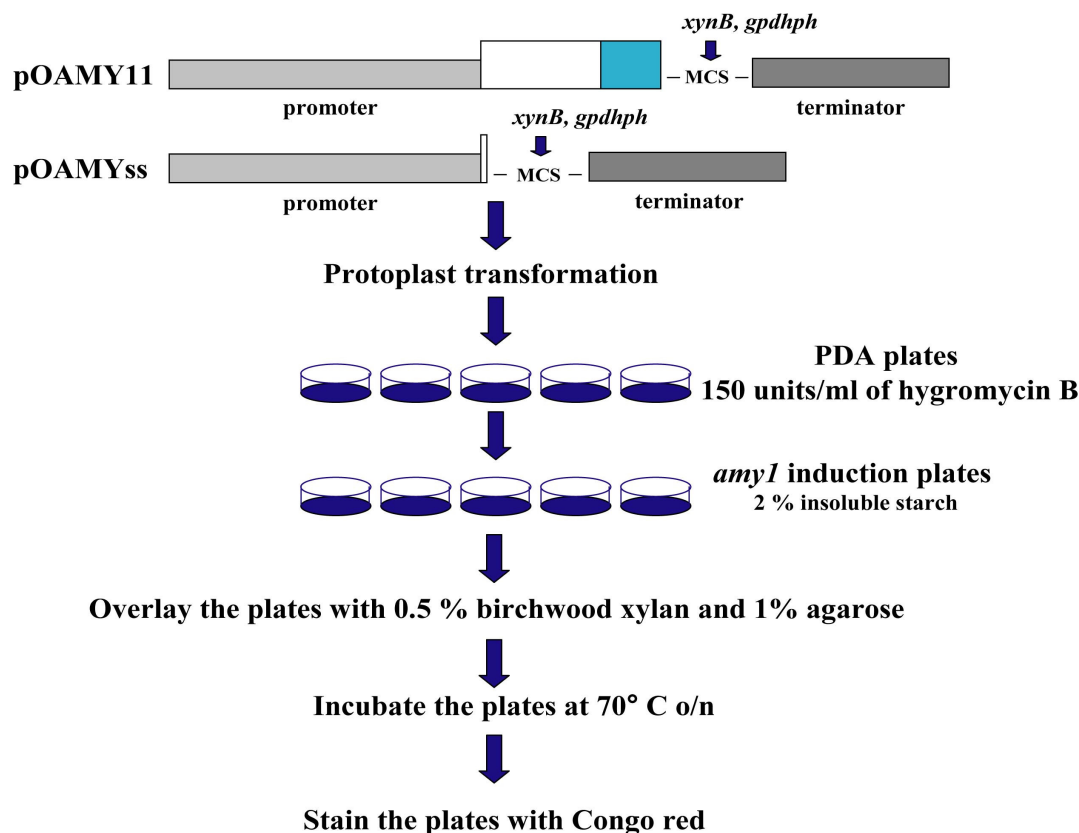 xynB, gpdhph
pOAMY11
– MCS –
promoter
terminator
xynB, gpdhph
pOAMYss
– MCS –
promoter
terminator
Protoplast transformation
PDA plates
150 units/ml of hygromycin B
amy1 induction plates
2 % insoluble starch
Overlay the plates with 0.5 % birchwood xylan and 1% agarose
Incubate the plates at 70° C o/n
Stain the plates with Congo red